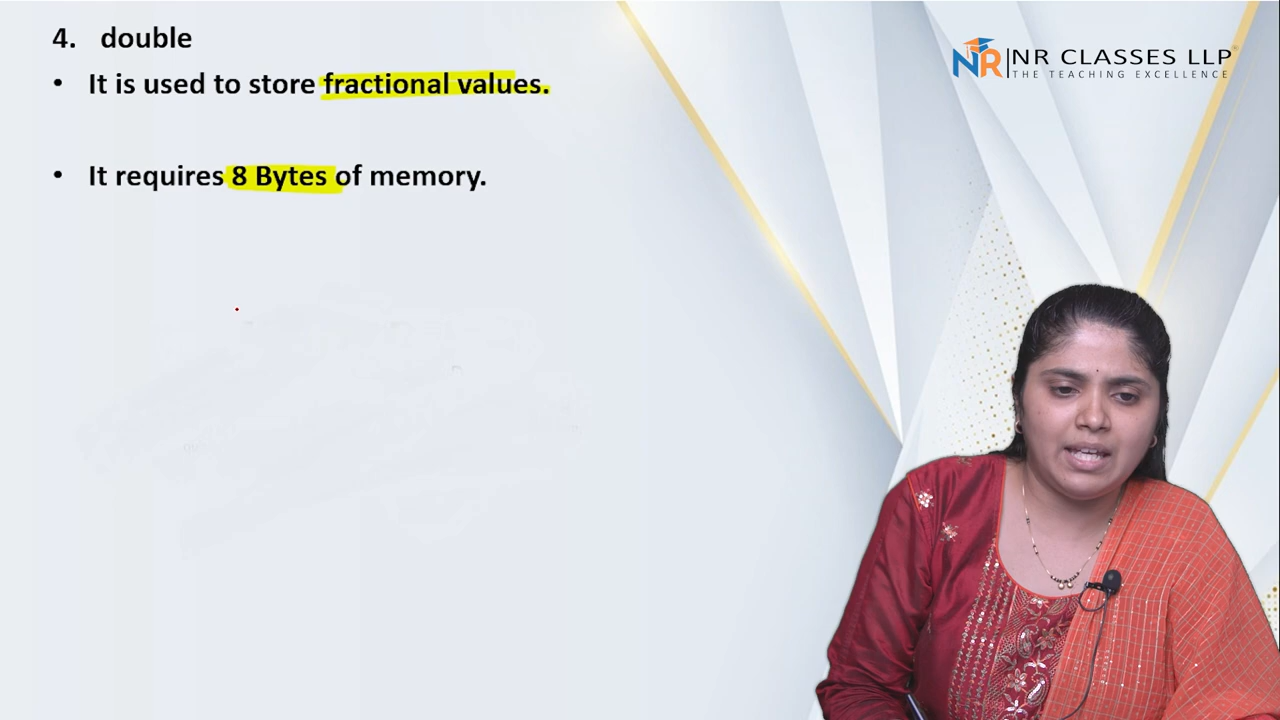 4. double
• It is used to store fractional values.
• It requires 8 Bytes of memory.
NR NR CLASSES LLP®
THE TEACHING EXCELLENCE